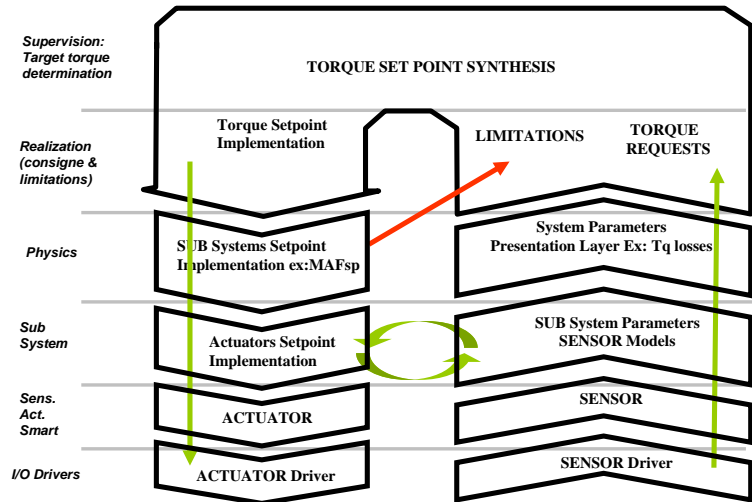 Supervision:
Target torque
determination
TORQUE SET POINT SYNTHESIS
Realization
(consigne &
limitations)
Torque Setpoint
Implementation
LIMITATIONS
TORQUE
REQUESTS
Physics
SUB Systems Setpoint
Implementation ex:MAFsp
System Parameters
Presentation Layer Ex: Tq losses
Sub
System
Actuators Setpoint
Implementation
SUB System Parameters
SENSOR Models
Sens.
Act.
Smart
ACTUATOR
SENSOR
I/O Drivers
ACTUATOR Driver
SENSOR Driver